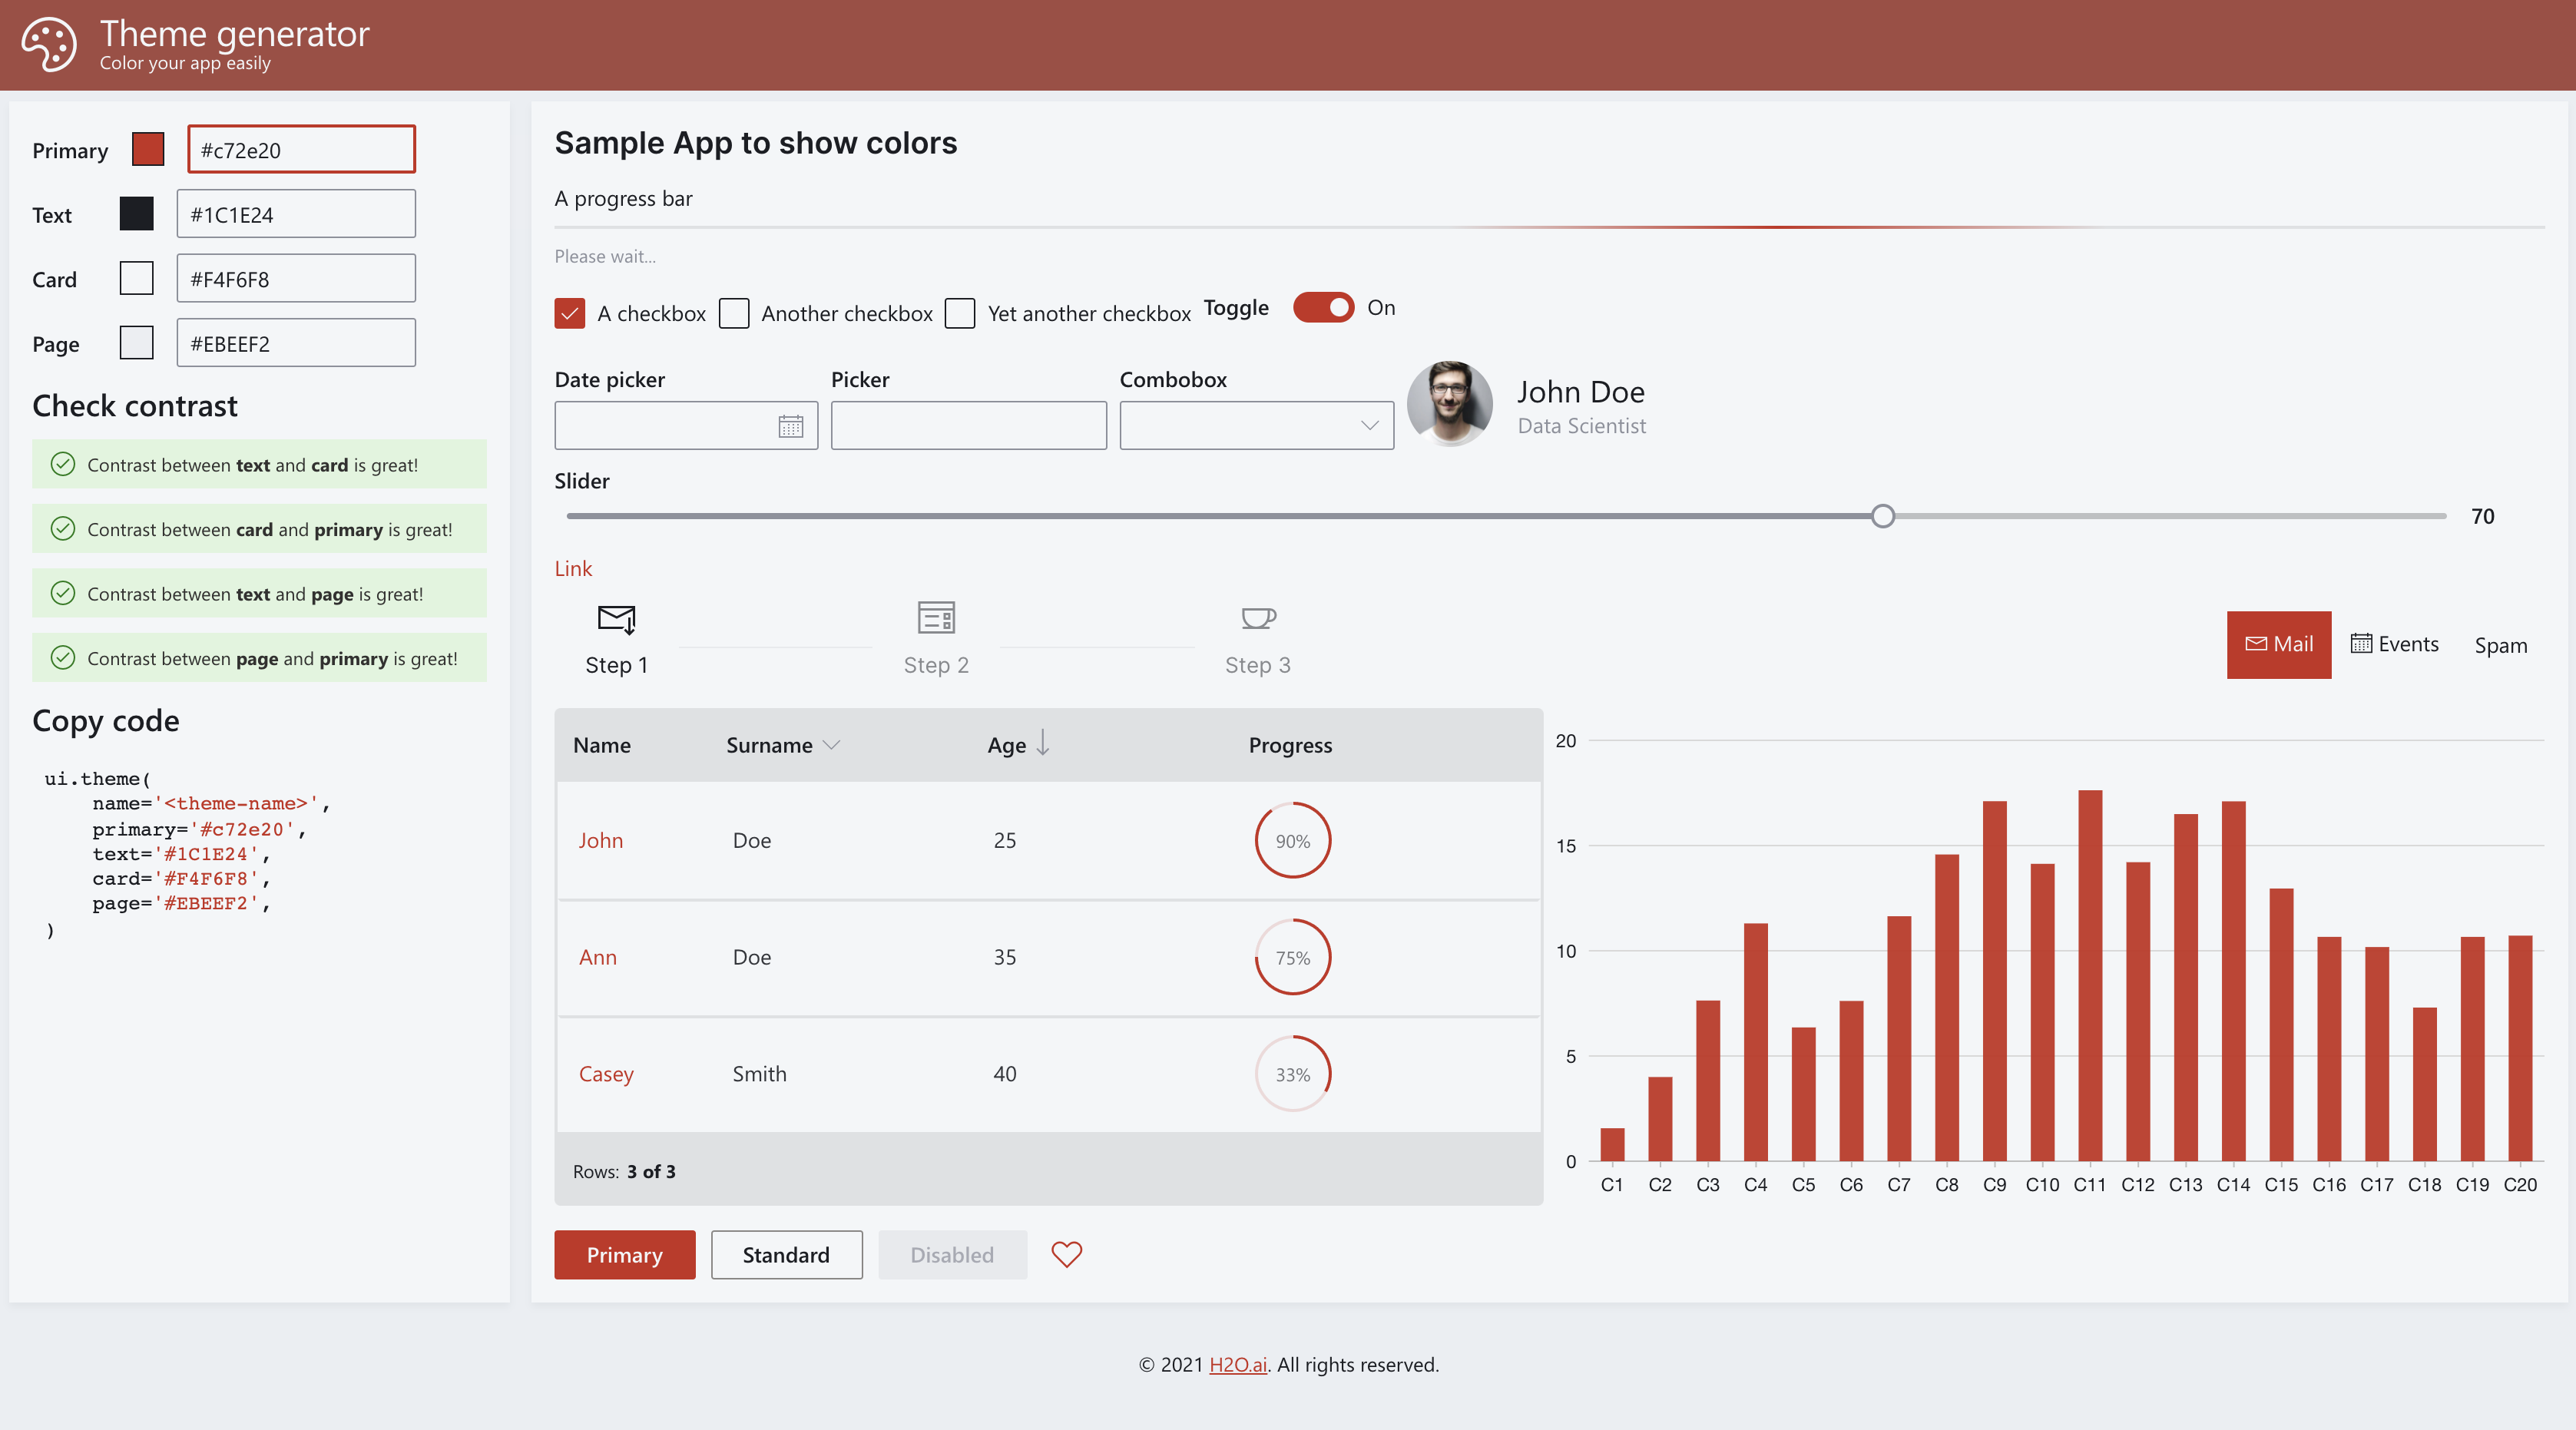 Theme generator
Color your app easily
Primary #c72e20
Text #1C1E24
Card #F4F6F8
Page #EBEEF2
Check contrast
Contrast between text and card is great!
Contrast between card and primary is great!
Contrast between text and page is great!
Contrast between page and primary is great!
Copy code
ui.theme(
name='<theme-name>',
primary='#c72e20',
text='#1C1E24',
card='#F4F6F8',
page='#EBEEF2',
)
Sample App to show colors
A progress bar
Please wait...
A checkbox Another checkbox Yet another checkbox Toggle On
Date picker Picker Combobox
John Doe
Data Scientist
Slider
70
Link
Step 1 Step 2 Step 3
Mail Events Spam
Name Surname Age Progress
John Doe 25 90%
Ann Doe 35 75%
Casey Smith 40 33%
Rows: 3 of 3
20
15
10
5
0
C1 C2 C3 C4 C5 C6 C7 C8 C9 C10 C11 C12 C13 C14 C15 C16 C17 C18 C19 C20
Primary Standard Disabled
© 2021 H2O.ai. All rights reserved.